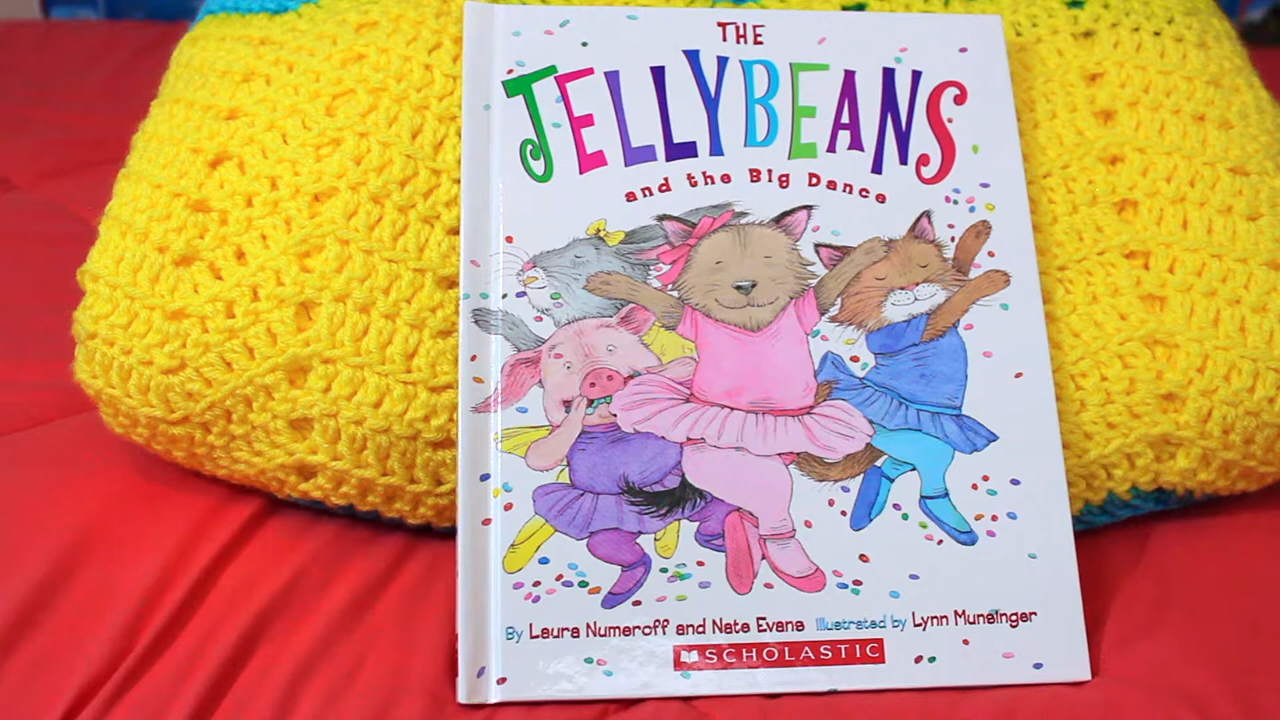 THE
JELLYBEANS
and the Big Dance
By Laura Numeroff and Nate Evans Illustrated by Lynn Munsinger
SCHOLASTIC